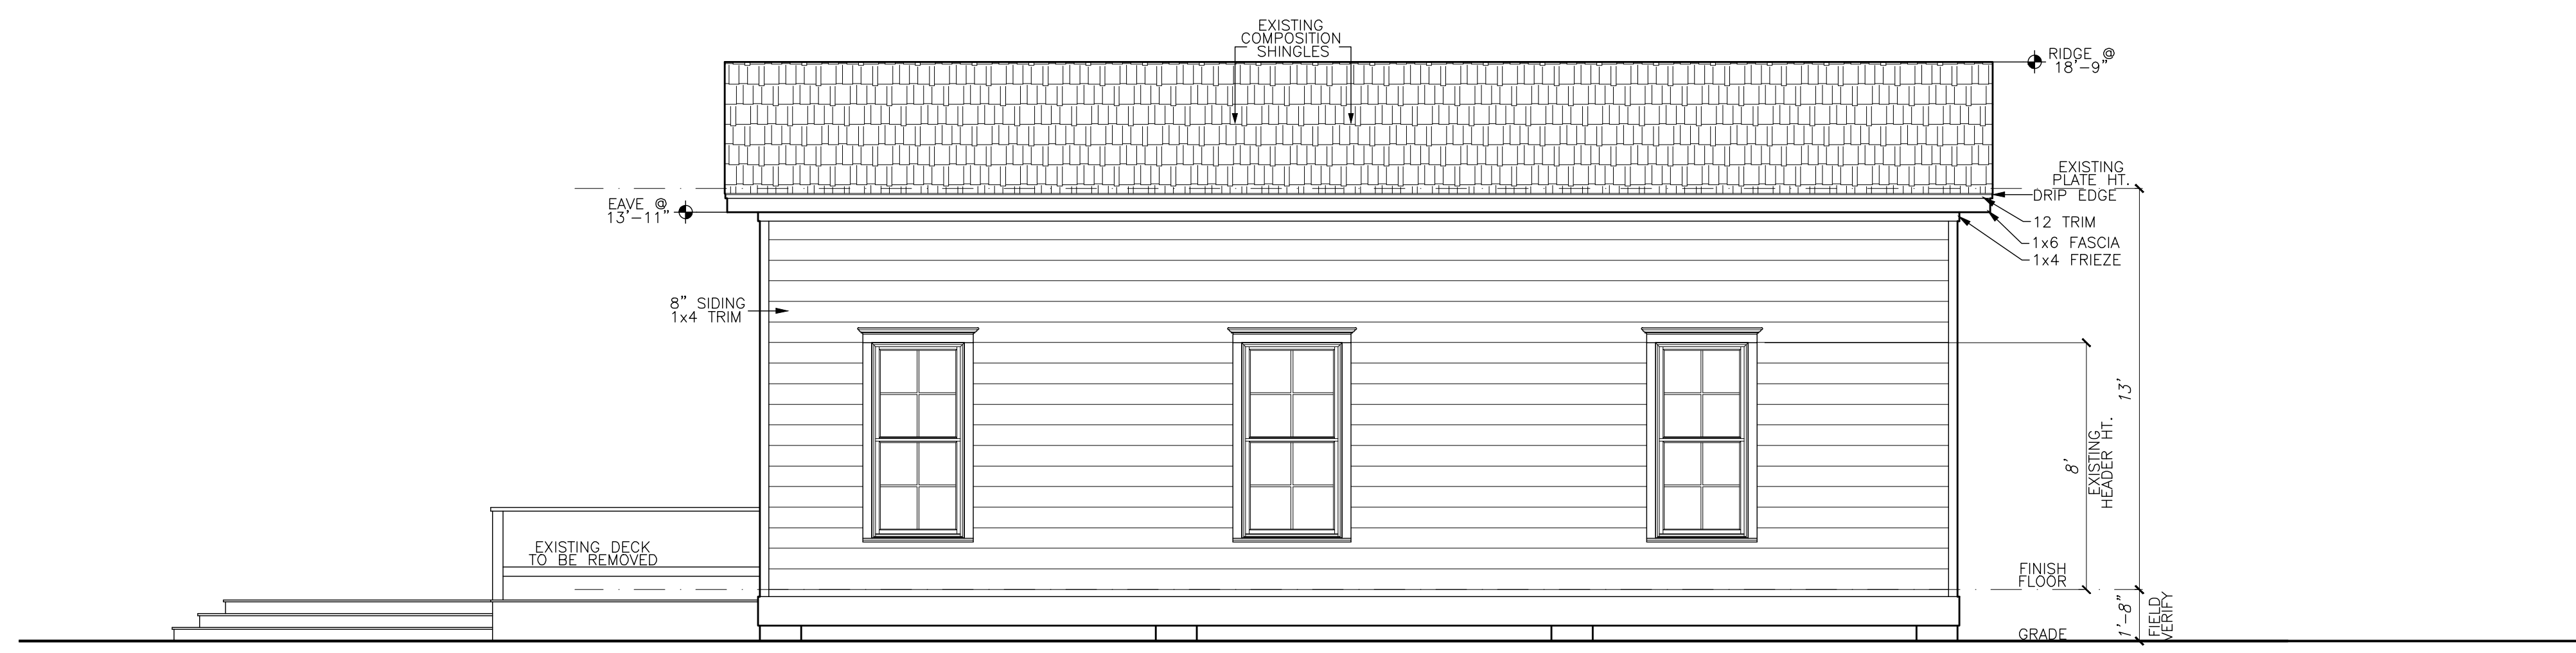 EXISTING
COMPOSITION
SHINGLES
RIDGE @
18'-9"
EXISTING
PLATE HT.
DRIP EDGE
EAVE @
13'-11"
12 TRIM
1x6 FASCIA
1x4 FRIEZE
8" SIDING
1x4 TRIM
13'
8'
EXISTING
HEADER HT.
EXISTING DECK
TO BE REMOVED
FINISH
FLOOR
1'-8"
FIELD
VERIFY
GRADE